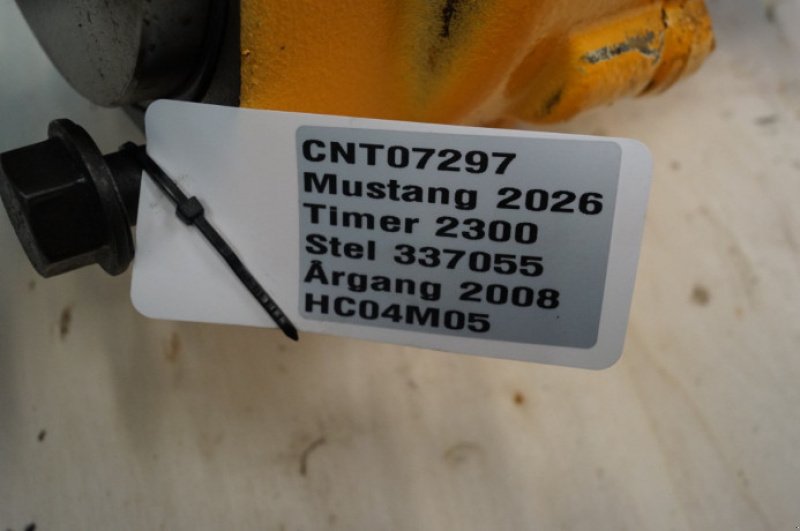 CNT07297
Mustang 2026
Timer 2300
Stel 337055
Årgang 2008
HC04M05